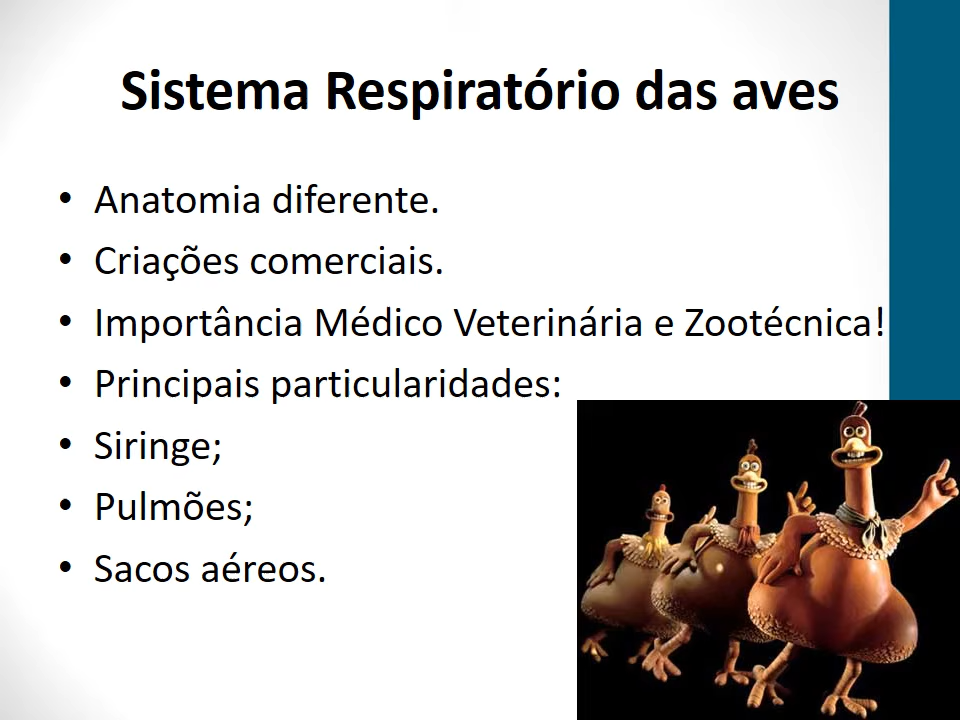 Sistema Respiratório das aves
• Anatomia diferente.
• Criações comerciais.
• Importância Médico Veterinária e Zootécnica!
• Principais particularidades:
• Siringe;
• Pulmões;
• Sacos aéreos.